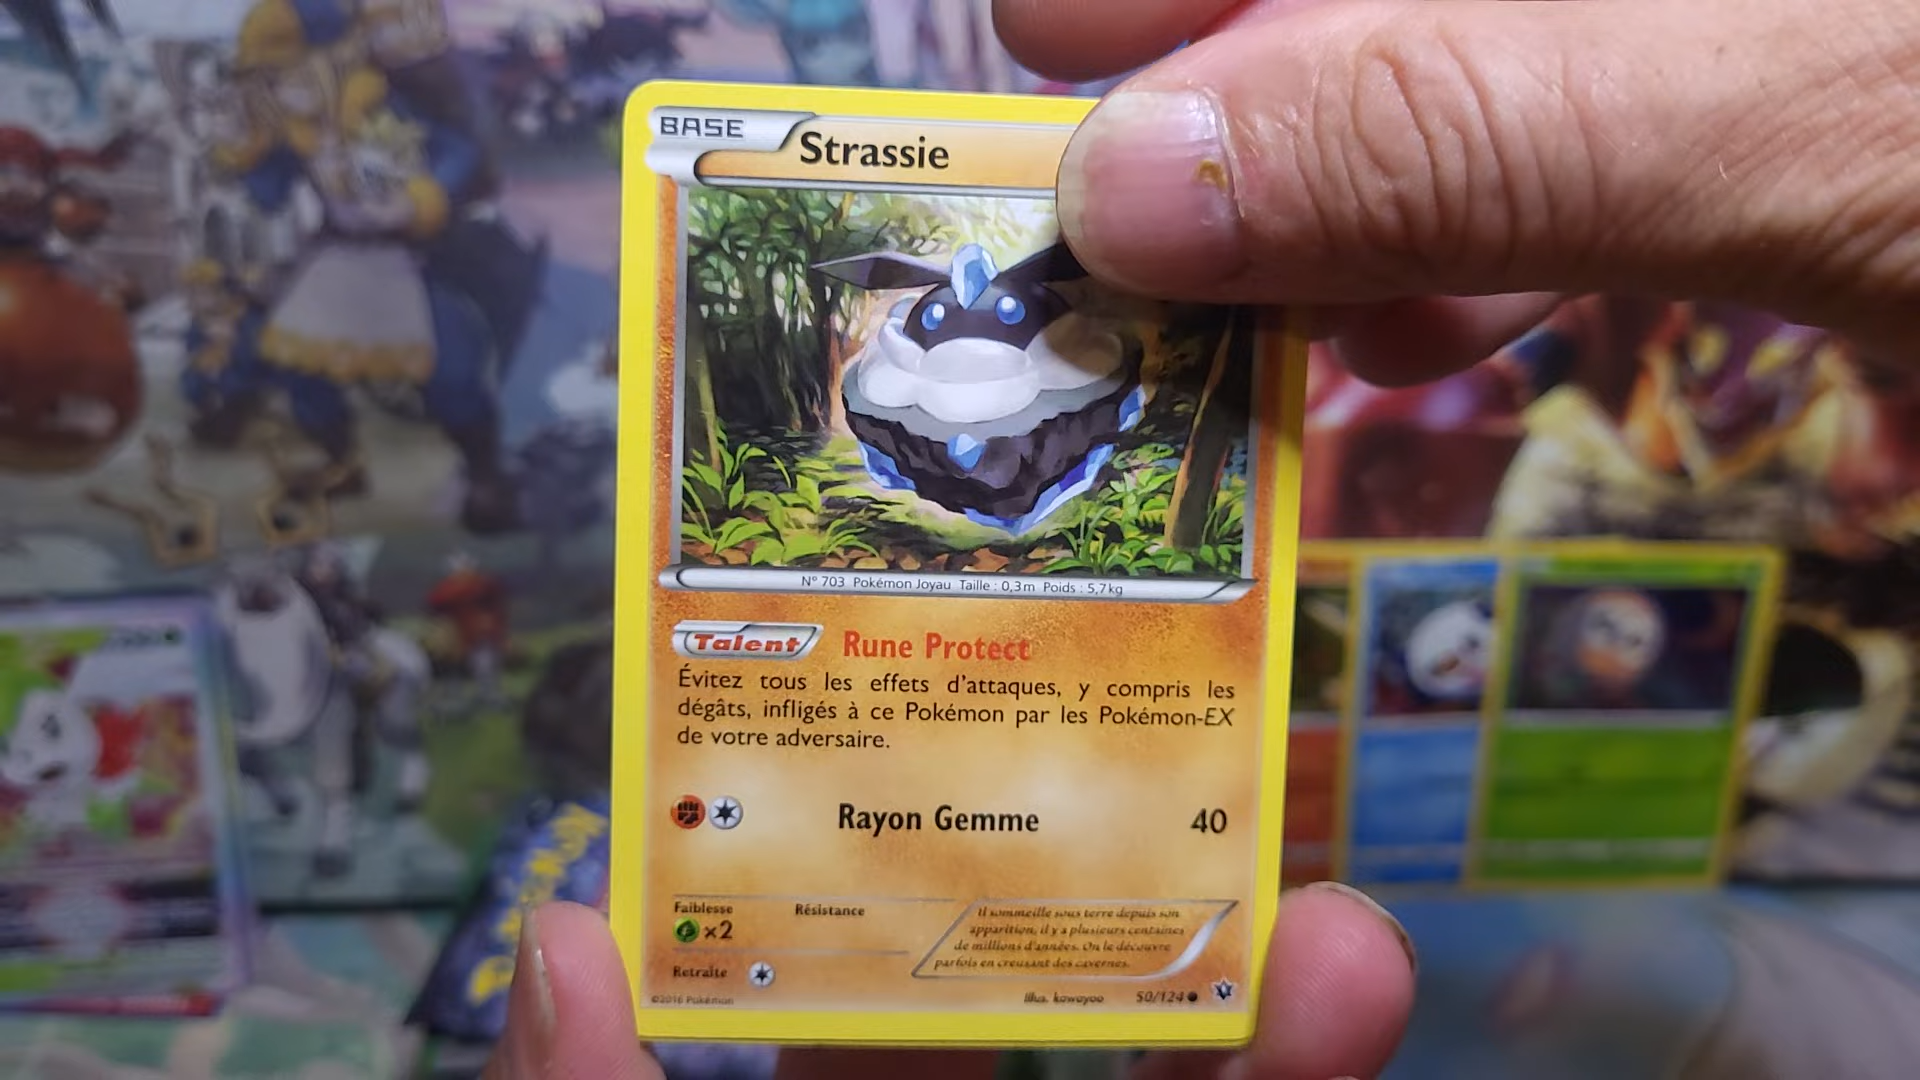 BASE
Strassie
N° 703 Pokémon Joyau Taille : 0,3m Poids : 5,7kg
Talent Rune Protect
Évitez tous les effets d'attaques, y compris les
dégâts, infligés à ce Pokémon par les Pokémon-EX
de votre adversaire.
Rayon Gemme 40
Faiblesse Résistance
×2
Il sommeille sous terre depuis son
apparition, il y a plusieurs centaines
de millions d'années. On le découvre
parfois en creusant des cavernes.
Retraite
©2016 Pokémon Illus. kawayoo 50/124